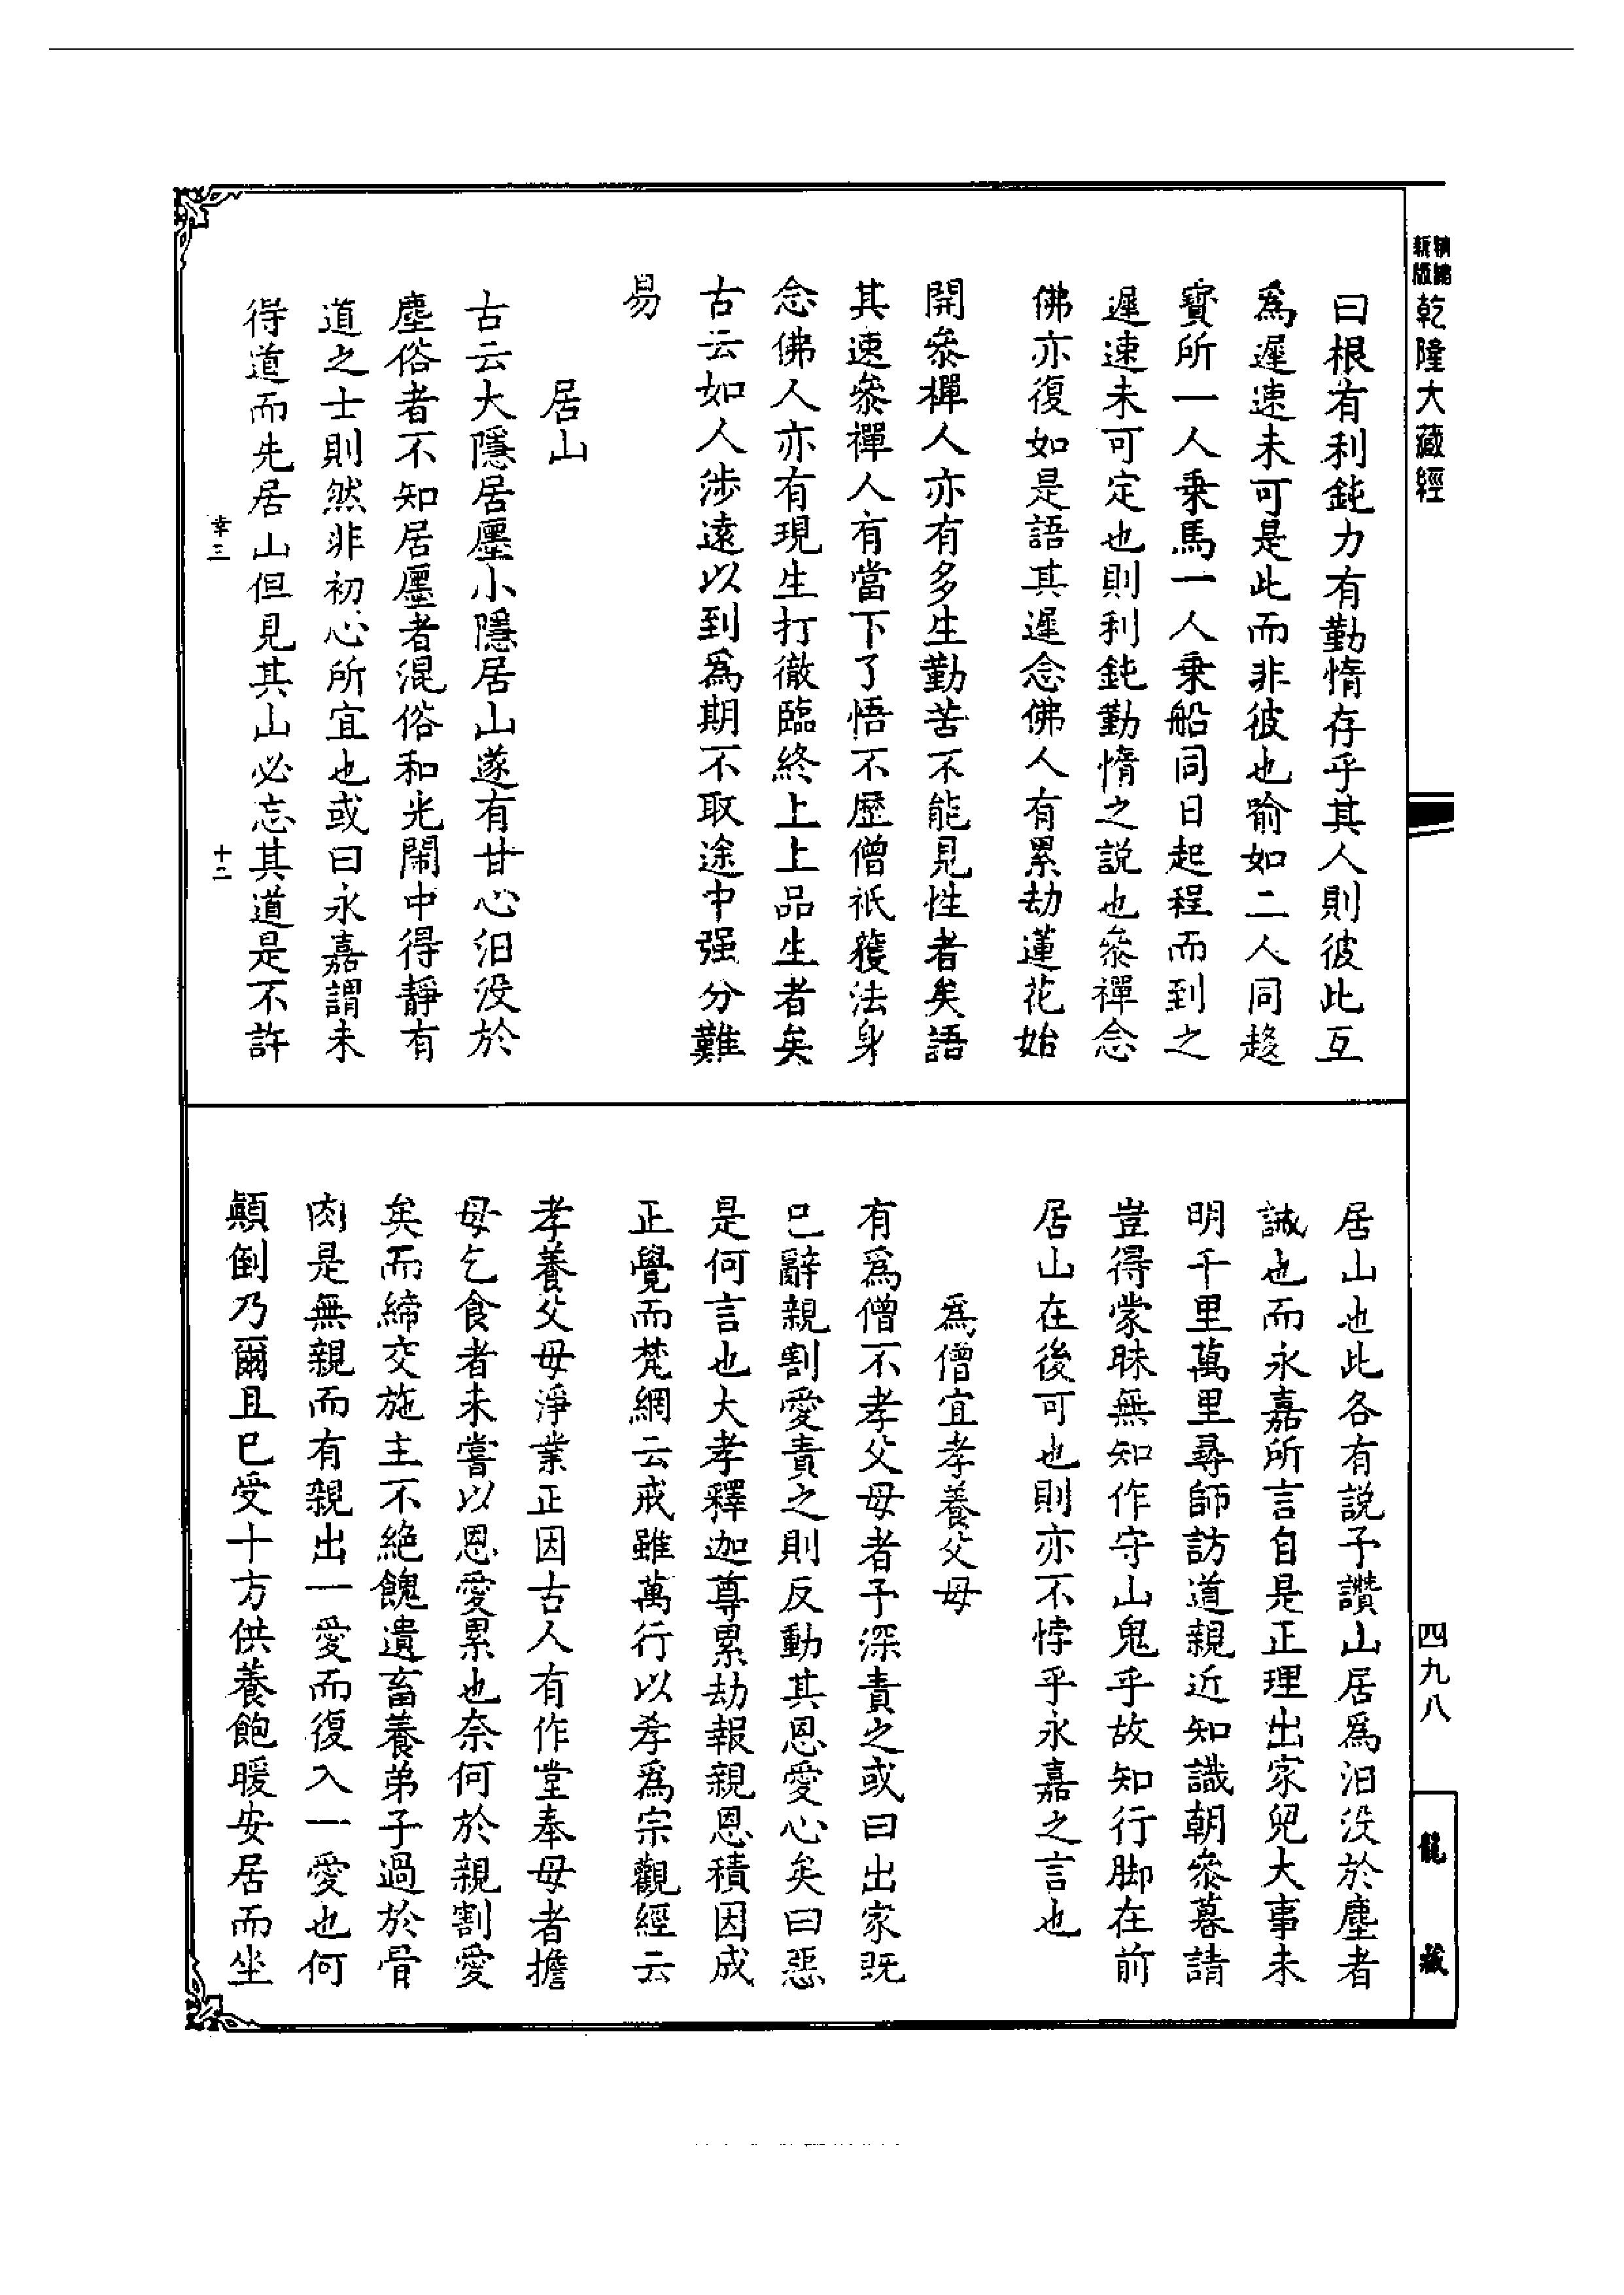 精縮
新版
乾隆大藏經
曰根有利鈍力有勤惰存乎其人則彼此互
為遲速未可是此而非彼也喻如二人同趍
寶所一人乗馬一人乗船同日起程而到之
遲速未可定也則利鈍勤惰之説也叅禪念
佛亦復如是語其遲念佛人有累劫蓮花始
開叅禪人亦有多生勤苦不能見性者矣語
其速叅禪人有當下了悟不歷僧祇獲法身
念佛人亦有現生打徹臨終上上品生者矣
古云如人涉遠以到為期不取途中强分難
易
居山
古云大隱居廛小隱居山遂有甘心汩没於
塵俗者不知居廛者混俗和光閙中得靜有
道之士則然非初心所宜也或曰永嘉謂未
得道而先居山但見其山必忘其道是不許
幸三
十二
居山也此各有説予讚山居為汩没於塵者
誡也而永嘉所言自是正理出家兒大事未
明千里萬里尋師訪道親近知識朝叅暮請
豈得蒙昧無知作守山鬼乎故知行脚在前
居山在後可也則亦不悖乎永嘉之言也
為僧宜孝養父母
有為僧不孝父母者予深責之或曰出家既
已辭親割愛責之則反動其恩愛心矣曰惡
是何言也大孝釋迦尊累劫報親恩積因成
正覺而梵網云戒雖萬行以孝為宗觀經云
孝養父母淨業正因古人有作堂奉母者擔
母乞食者未嘗以恩愛累也奈何於親割愛
矣而締交施主不絶餽遺畜養弟子過於骨
肉是無親而有親出一愛而復入一愛也何
顛倒乃爾且已受十方供養飽暖安居而坐
四九八
龍藏